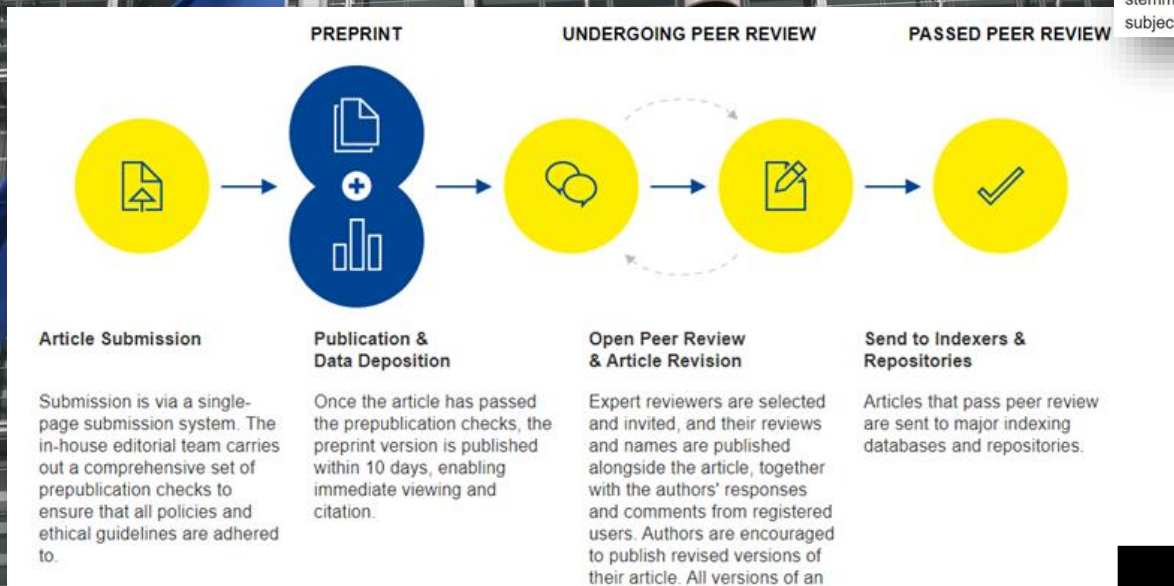 PREPRINT
UNDERGOING PEER REVIEW
PASSED PEER REVIEW
subjec
Article Submission
Submission is via a single-
page submission system. The
in-house editorial team carries
out a comprehensive set of
prepublication checks to
ensure that all policies and
ethical guidelines are adhered
to.
Publication &
Data Deposition
Once the article has passed
the prepublication checks, the
preprint version is published
within 10 days, enabling
immediate viewing and
citation.
Open Peer Review
& Article Revision
Expert reviewers are selected
and invited, and their reviews
and names are published
alongside the article, together
with the authors' responses
and comments from registered
users. Authors are encouraged
to publish revised versions of
their article. All versions of an
Send to Indexers &
Repositories
Articles that pass peer review
are sent to major indexing
databases and repositories.